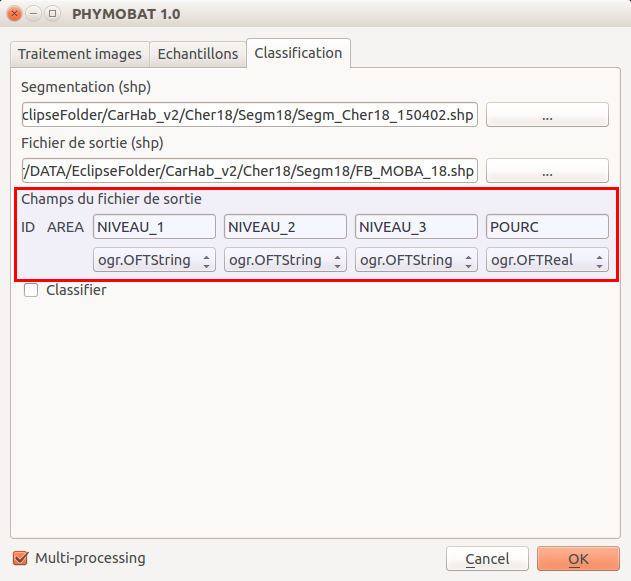 PHYMOBAT 1.0
Traitement images Echantillons Classification
Segmentation (shp)
clipseFolder/CarHab_v2/Cher18/Segm18/Segm_Cher18_150402.shp ...
Fichier de sortie (shp)
/DATA/EclipseFolder/CarHab_v2/Cher18/Segm18/FB_MOBA_18.shp ...
Champs du fichier de sortie
ID AREA NIVEAU_1 NIVEAU_2 NIVEAU_3 POURC
ogr.OFTString ogr.OFTString ogr.OFTString ogr.OFTReal
Classifier
Multi-processing Cancel OK